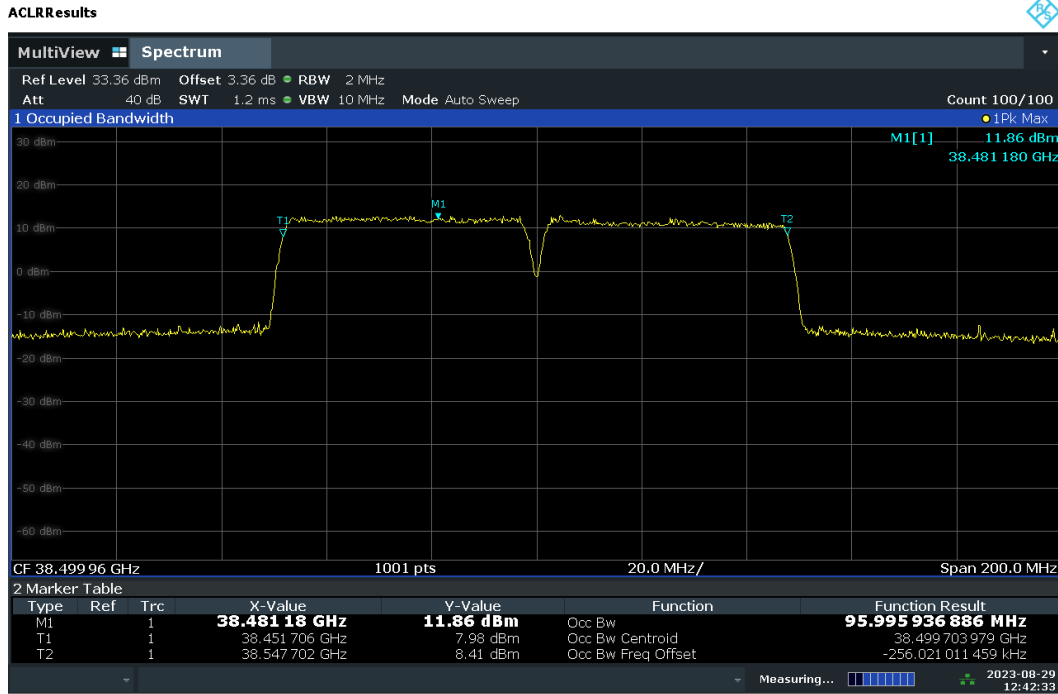 ACLRResults
R&S
MultiView Spectrum
Ref Level 33.36 dBm Offset 3.36 dB RBW 2 MHz
Att 40 dB SWT 1.2 ms VBW 10 MHz Mode Auto Sweep Count 100/100
1 Occupied Bandwidth 1Pk Max
M1[1] 11.86 dBm
38.481 180 GHz
30 dBm
20 dBm
M1
T1 T2
10 dBm
0 dBm
-10 dBm
-20 dBm
-30 dBm
-40 dBm
-50 dBm
-60 dBm
CF 38.499 96 GHz 1001 pts 20.0 MHz/ Span 200.0 MHz
2 Marker Table
Type Ref Trc X-Value Y-Value Function Function Result
M1 1 38.481 18 GHz 11.86 dBm Occ Bw 95.995 936 886 MHz
T1 1 38.451 706 GHz 7.98 dBm Occ Bw Centroid 38.499 703 979 GHz
T2 1 38.547 702 GHz 8.41 dBm Occ Bw Freq Offset -256.021 011 459 kHz
Measuring... 2023-08-29
12:42:33